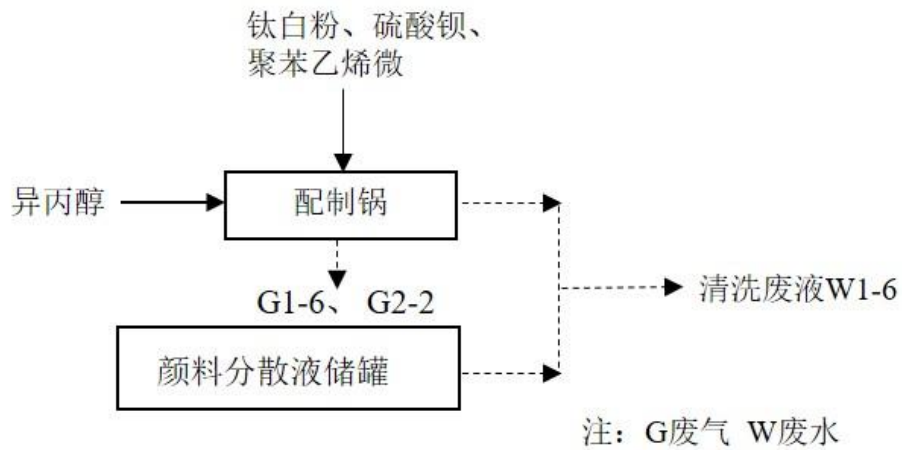 钛白粉、硫酸钡、
聚苯乙烯微
异丙醇
配制锅
G1-6、 G2-2
清洗废液W1-6
颜料分散液储罐
注：G废气 W废水